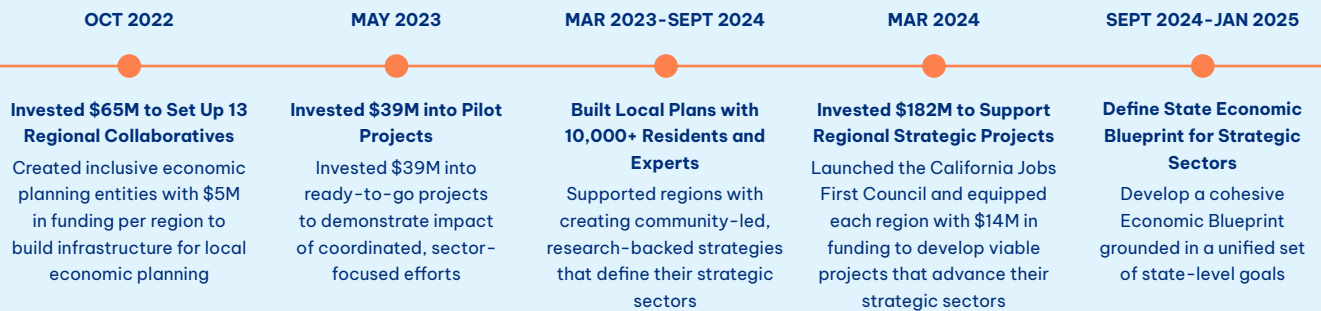 OCT 2022
Invested $65M to Set Up 13
Regional Collaboratives
Created inclusive economic
planning entities with $5M
in funding per region to
build infrastructure for local
economic planning
MAY 2023
Invested $39M into Pilot
Projects
Invested $39M into
ready-to-go projects
to demonstrate impact
of coordinated, sector-
focused efforts
MAR 2023-SEPT 2024
Built Local Plans with
10,000+ Residents and
Experts
Supported regions with
creating community-led,
research-backed strategies
that define their strategic
sectors
MAR 2024
Invested $182M to Support
Regional Strategic Projects
Launched the California Jobs
First Council and equipped
each region with $14M in
funding to develop viable
projects that advance their
strategic sectors
SEPT 2024-JAN 2025
Define State Economic
Blueprint for Strategic
Sectors
Develop a cohesive
Economic Blueprint
grounded in a unified set
of state-level goals